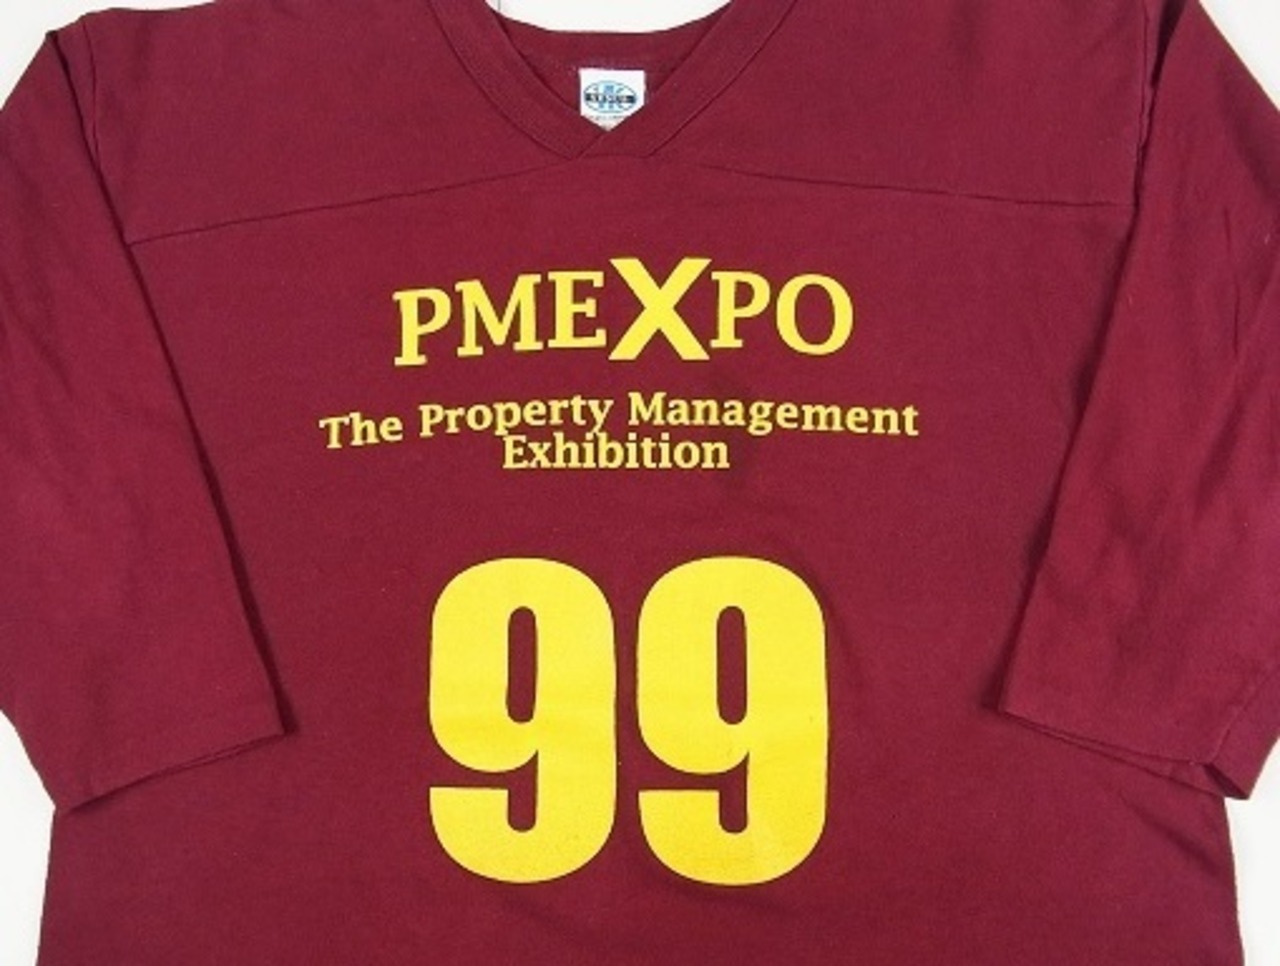 PMEXPO
The Property Management
Exhibition
99